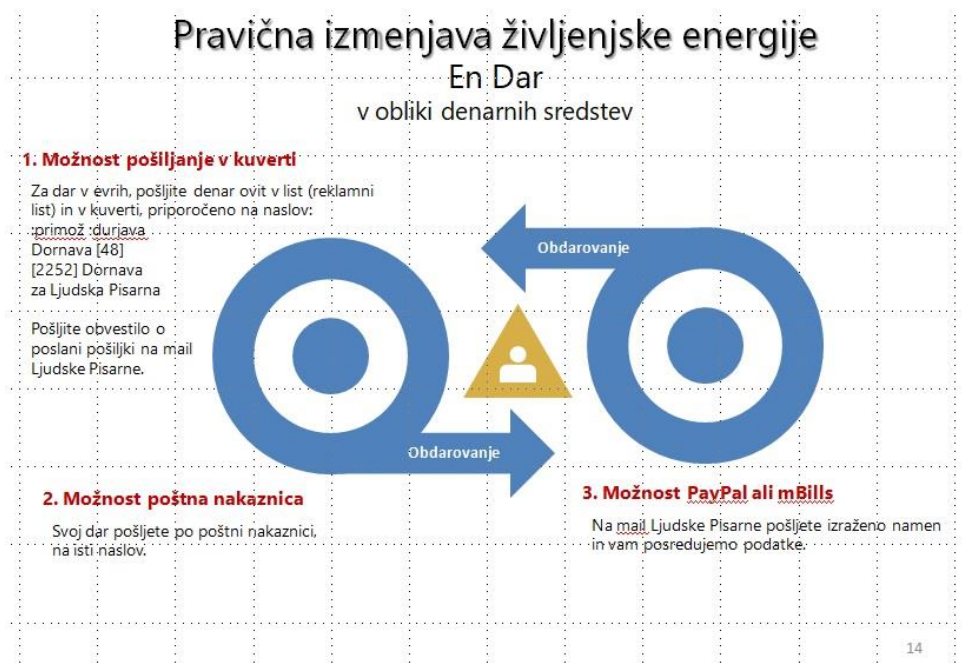 Pravična izmenjava življenjske energije
En Dar
v obliki denarnih sredstev
1. Možnost pošiljanje v kuverti
Za dar v evrih, pošljite denar ovit v list (reklamni
list) in v kuverti, priporočeno na naslov:
:primož :durjava
Dornava [48]
[2252] Dornava
za Ljudska Pisarna
Pošljite obvestilo o
poslani pošiljki na mail
Ljudske Pisarne.
Obdarovanje
Obdarovanje
2. Možnost poštna nakaznica
Svoj dar pošljete po poštni nakaznici,
na isti naslov.
3. Možnost PayPal ali mBills
Na mail Ljudske Pisarne pošljete izraženo namen
in vam posredujemo podatke.
14